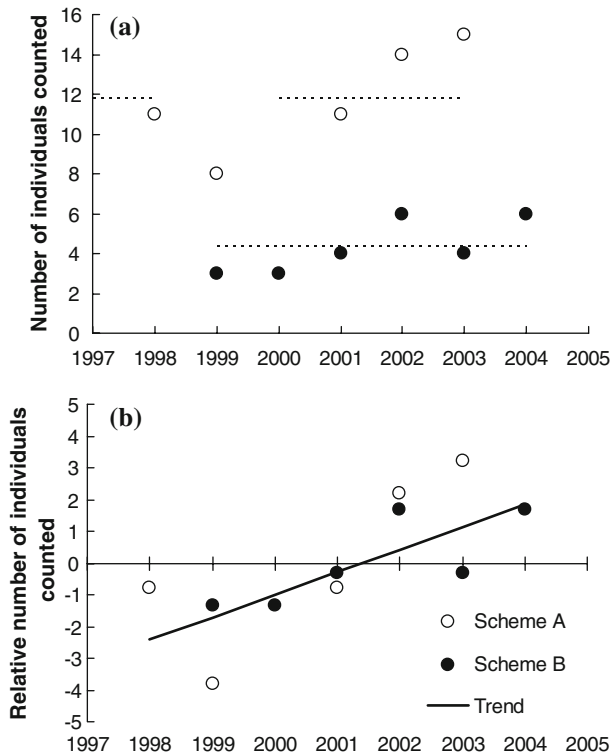 (a)
Number of individuals counted
16
14
12
10
8
6
4
2
0
1997 1998 1999 2000 2001 2002 2003 2004 2005
(b)
Relative number of individuals
counted
5
4
3
2
1
0
-1
-2
-3
-4
-5
Scheme A
Scheme B
Trend
1997 1998 1999 2000 2001 2002 2003 2004 2005